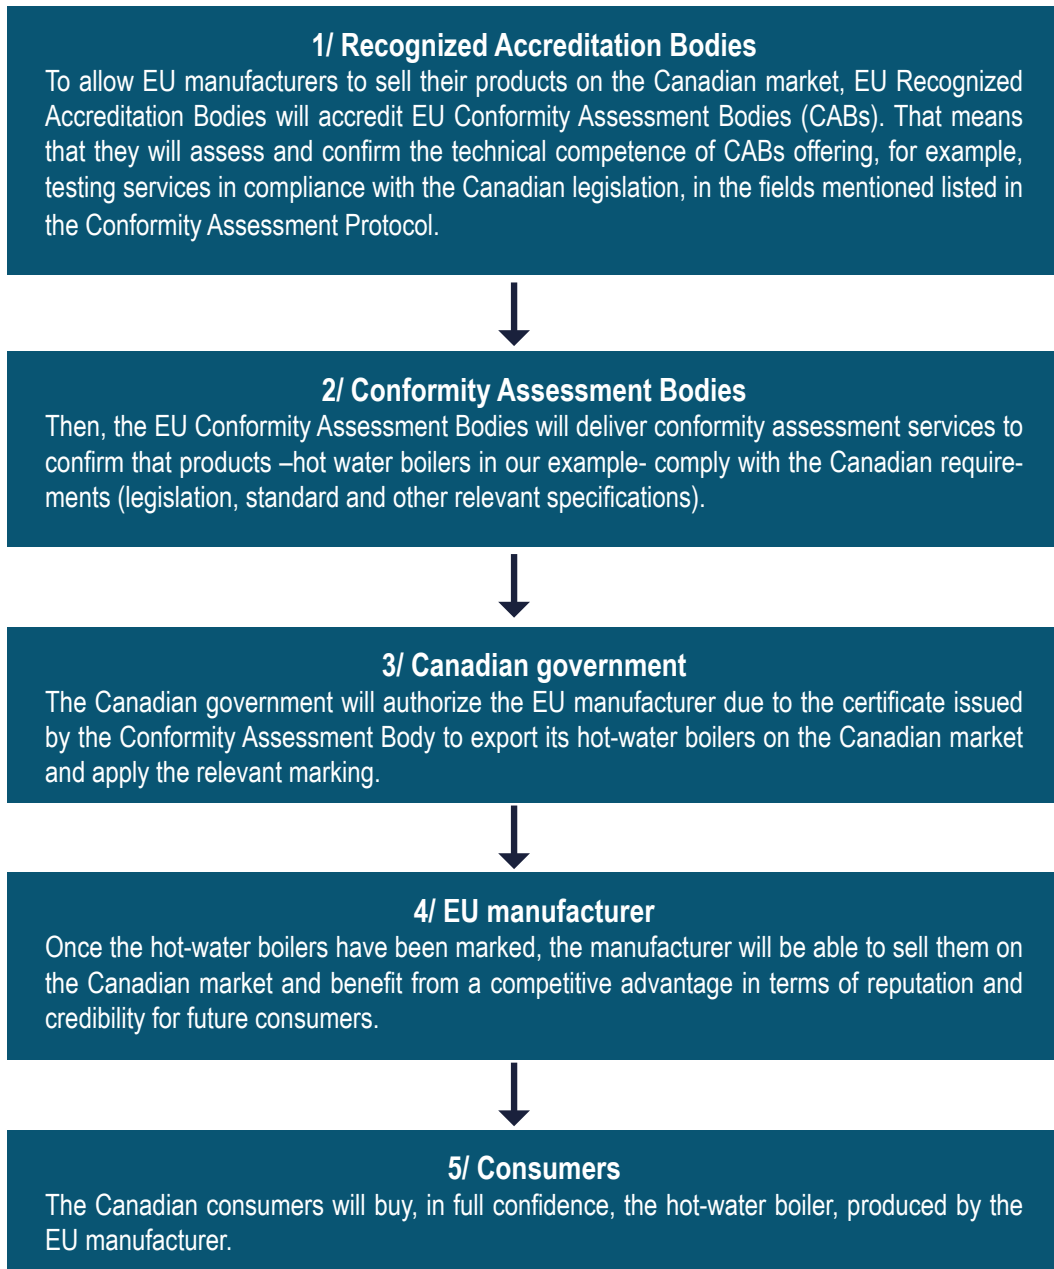 1/ Recognized Accreditation Bodies
To allow EU manufacturers to sell their products on the Canadian market, EU Recognized
Accreditation Bodies will accredit EU Conformity Assessment Bodies (CABs). That means
that they will assess and confirm the technical competence of CABs offering, for example,
testing services in compliance with the Canadian legislation, in the fields mentioned listed in
the Conformity Assessment Protocol.
2/ Conformity Assessment Bodies
Then, the EU Conformity Assessment Bodies will deliver conformity assessment services to
confirm that products –hot water boilers in our example- comply with the Canadian require-
ments (legislation, standard and other relevant specifications).
3/ Canadian government
The Canadian government will authorize the EU manufacturer due to the certificate issued
by the Conformity Assessment Body to export its hot-water boilers on the Canadian market
and apply the relevant marking.
4/ EU manufacturer
Once the hot-water boilers have been marked, the manufacturer will be able to sell them on
the Canadian market and benefit from a competitive advantage in terms of reputation and
credibility for future consumers.
5/ Consumers
The Canadian consumers will buy, in full confidence, the hot-water boiler, produced by the
EU manufacturer.